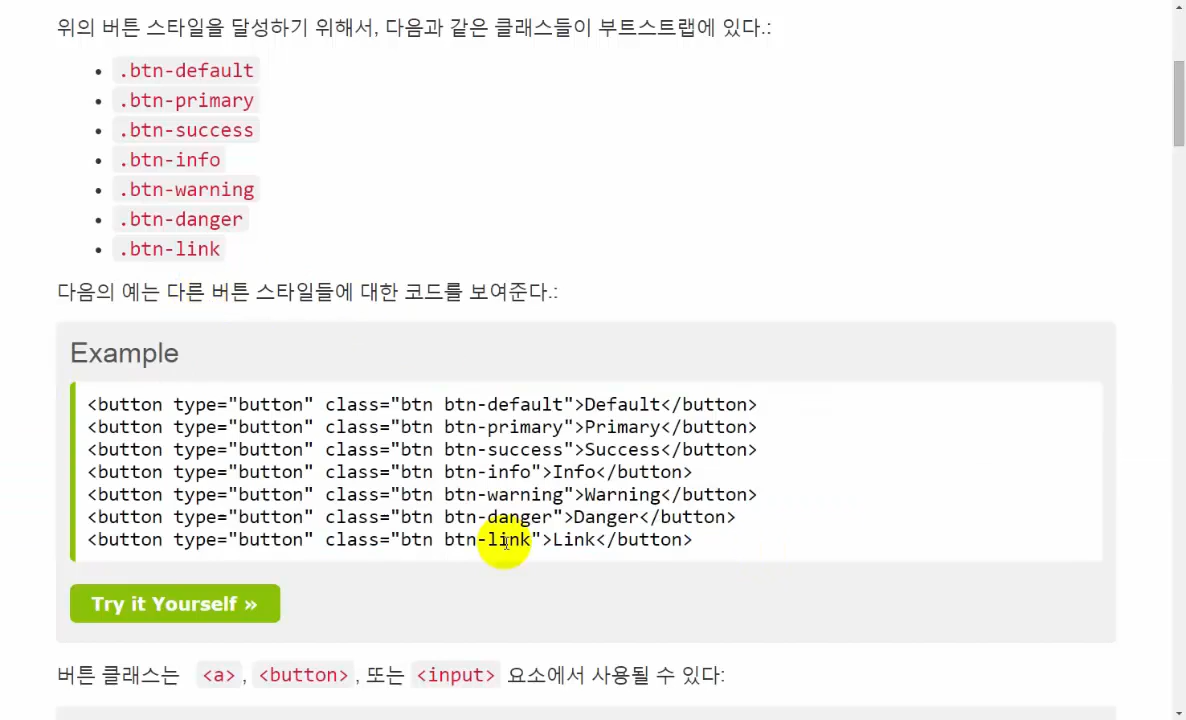 위의 버튼 스타일을 달성하기 위해서, 다음과 같은 클래스들이 부트스트랩에 있다.:
• .btn-default
• .btn-primary
• .btn-success
• .btn-info
• .btn-warning
• .btn-danger
• .btn-link
다음의 예는 다른 버튼 스타일들에 대한 코드를 보여준다.:
Example
<button type="button" class="btn btn-default">Default</button>
<button type="button" class="btn btn-primary">Primary</button>
<button type="button" class="btn btn-success">Success</button>
<button type="button" class="btn btn-info">Info</button>
<button type="button" class="btn btn-warning">Warning</button>
<button type="button" class="btn btn-danger">Danger</button>
<button type="button" class="btn btn-link">Link</button>
Try it Yourself »
버튼 클래스는 <a>, <button>, 또는 <input> 요소에서 사용될 수 있다: